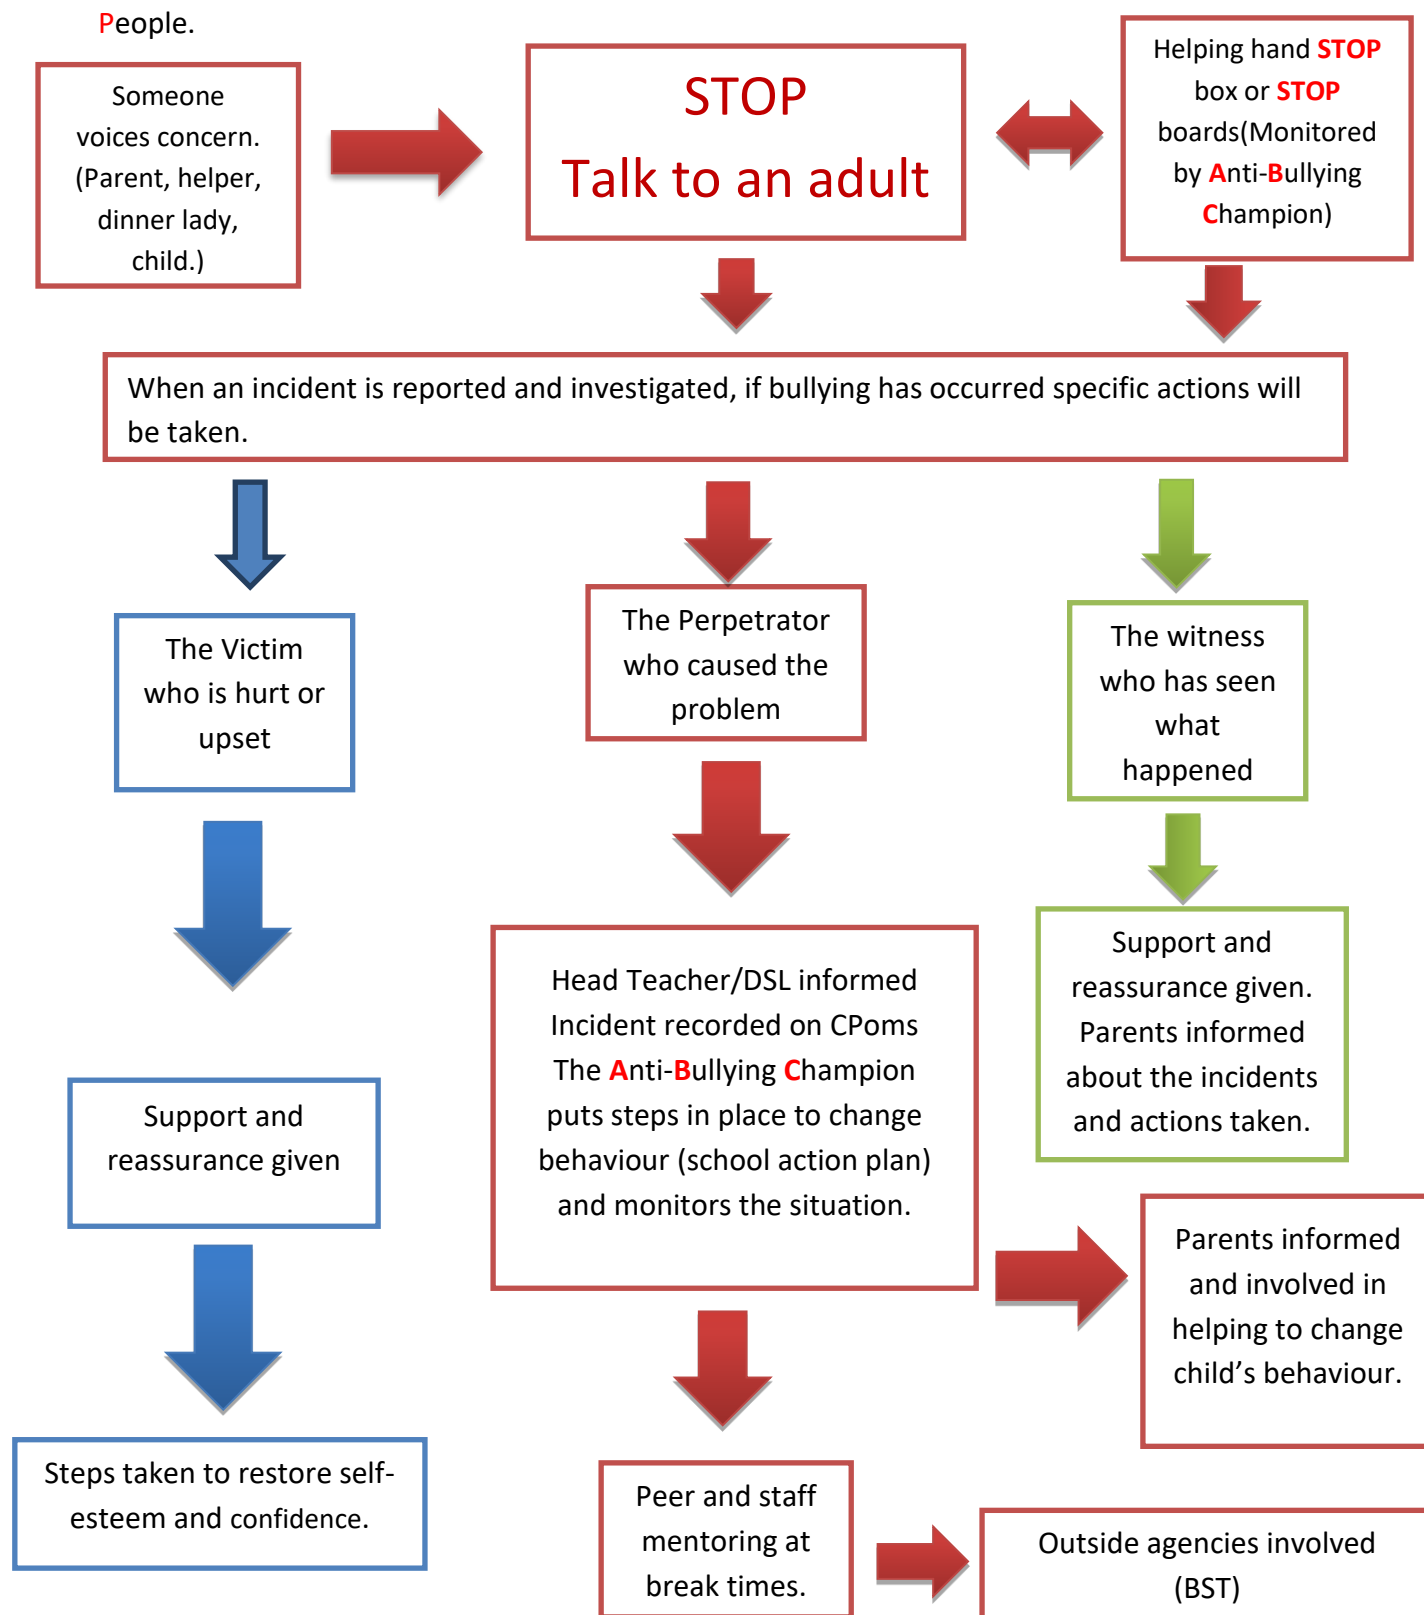 People.
Someone
voices concern.
(Parent, helper,
dinner lady,
child.)
STOP
Talk to an adult
Helping hand STOP
box or STOP
boards(Monitored
by Anti-Bullying
Champion)
When an incident is reported and investigated, if bullying has occurred specific actions will
be taken.
The Victim
who is hurt or
upset
The Perpetrator
who caused the
problem
The witness
who has seen
what
happened
Support and
reassurance given
Head Teacher/DSL informed
Incident recorded on CPoms
The Anti-Bullying Champion
puts steps in place to change
behaviour (school action plan)
and monitors the situation.
Support and
reassurance given.
Parents informed
about the incidents
and actions taken.
Parents informed
and involved in
helping to change
child’s behaviour.
Steps taken to restore self-
esteem and confidence.
Peer and staff
mentoring at
break times.
Outside agencies involved
(BST)